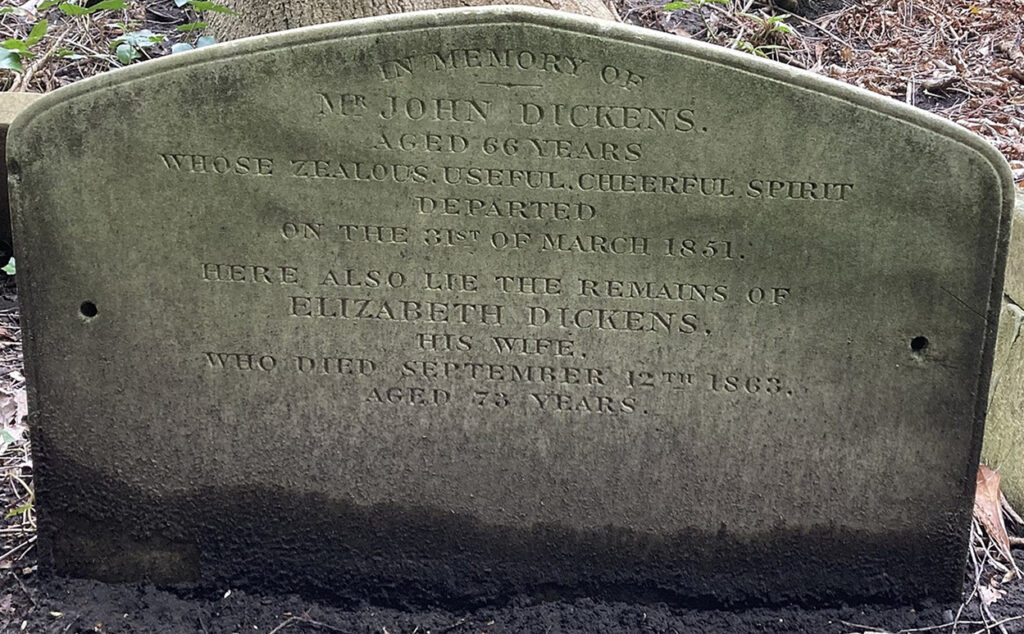 IN MEMORY OF
MR JOHN DICKENS.
AGED 66 YEARS
WHOSE ZEALOUS. USEFUL. CHEERFUL. SPIRIT
DEPARTED
ON THE 31ST OF MARCH 1851.
HERE ALSO LIE THE REMAINS OF
ELIZABETH DICKENS.
HIS WIFE.
WHO DIED SEPTEMBER 12TH 1863.
AGED 73 YEARS.